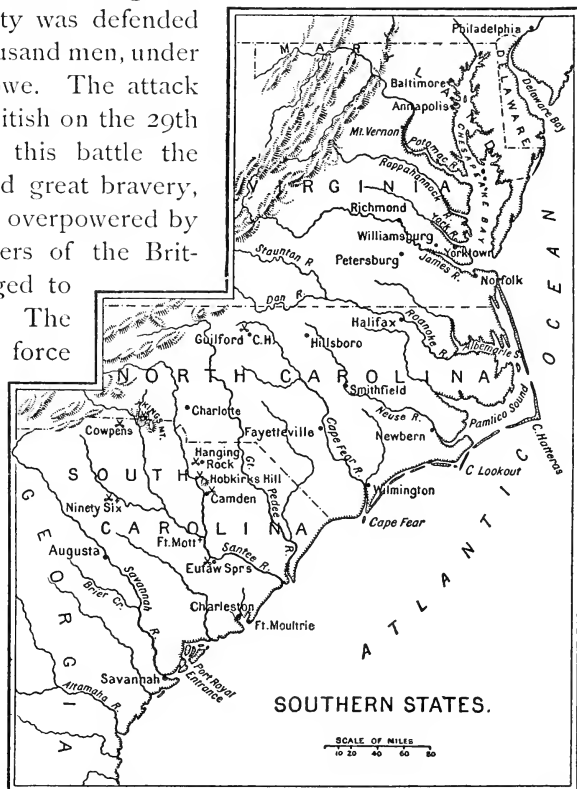 ty was defended
usand men, under
owe. The attack
itish on the 29th
this battle the
d great bravery,
overpowered by
ers of the Brit-
ged to
The
force
Philadelphia
MARYLAND
DELAWARE
Baltimore
Annapolis
Delaware Bay
Mt. Vernon
Potomac R.
CHESAPEAKE BAY
Rappahannock
VIRGINIA
Richmond
York R.
Williamsburg
Yorktown
Petersburg
James R.
Norfolk
Staunton R.
Dan R.
Halifax
Roanoke R.
Albemarle S.
Guilford C.H.
Hillsboro
NORTH CAROLINA
Smithfield
Pamlico Sound
C. Hatteras
KINGS MT.
Charlotte
Cowpens
Fayetteville
Cape Fear R.
Neuse R.
Newbern
C. Lookout
Hanging
Rock
Gt. Pedee R.
Hobkirks Hill
SOUTH
CAROLINA
Camden
Wilmington
Cape Fear
Ninety Six
Ft. Mott
Santee R.
Eutaw Sprs
Augusta
GEORGIA
Savannah R.
Brier Cr.
Charleston
Ft. Moultrie
Port Royal
Entrance
Savannah
Altamaha R.
ATLANTIC
OCEAN
SOUTHERN STATES.
SCALE OF MILES
10 20 40 60 80